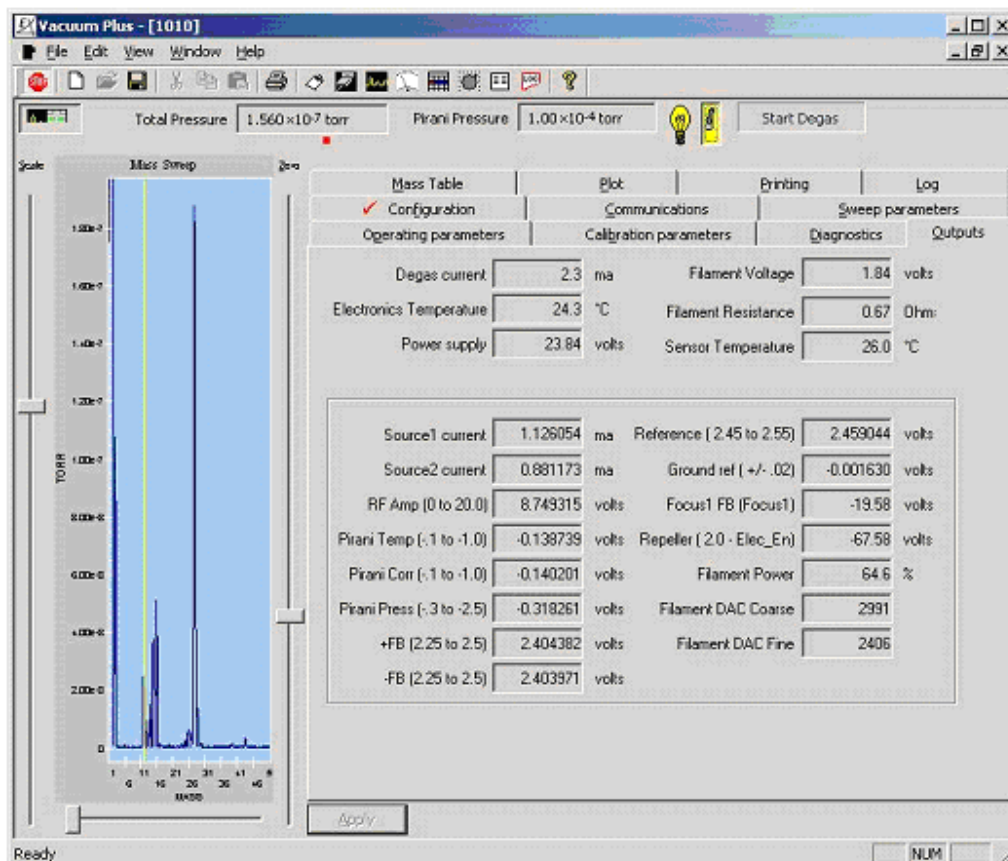 Vacuum Plus - [1010]
File Edit View Window Help
Total Pressure 1.560×10-7 torr Pirani Pressure 1.00×10-4 torr Start Degas
Scale Mass Sweep Zero
Mass Table Plot Printing Log
Configuration Communications Sweep parameters
Operating parameters Calibration parameters Diagnostics Outputs
Degas current 2.3 ma Filament Voltage 1.84 volts
Electronics Temperature 24.3 °C Filament Resistance 0.67 Ohm:
Power supply 23.84 volts Sensor Temperature 26.0 °C
Source1 current 1.126054 ma Reference ( 2.45 to 2.55) 2.459044 volts
Source2 current 0.881173 ma Ground ref ( +/- .02) -0.001630 volts
RF Amp (0 to 20.0) 8.749315 volts Focus1 FB (Focus1) -19.58 volts
Pirani Temp (-.1 to -1.0) -0.138739 volts Repeller ( 2.0 - Elec_En) -67.58 volts
Pirani Corr (-.1 to -1.0) -0.140201 volts Filament Power 64.6 %
Pirani Press (-.3 to -2.5) -0.318261 volts Filament DAC Coarse 2991
+FB (2.25 to 2.5) 2.404382 volts Filament DAC Fine 2406
-FB (2.25 to 2.5) 2.403971 volts
TORR
0
1 11 21 31
6 16 26 36
MASS
Apply
Ready NUM